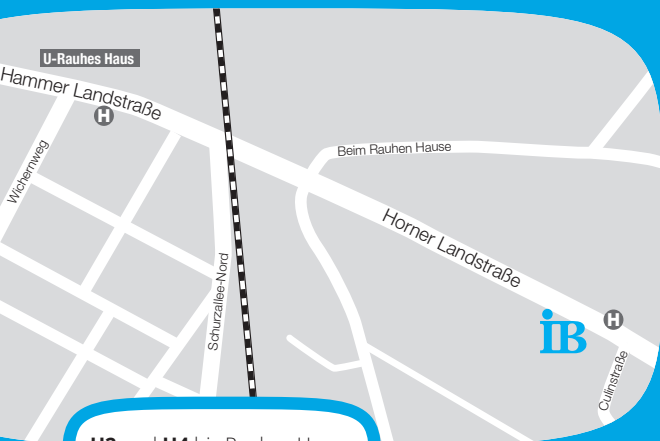 U-Rauhes Haus
Hammer Landstraße
H
Wichernweg
Beim Rauhen Hause
Horner Landstraße
Schurzallee-Nord
iB
H
Culinstraße